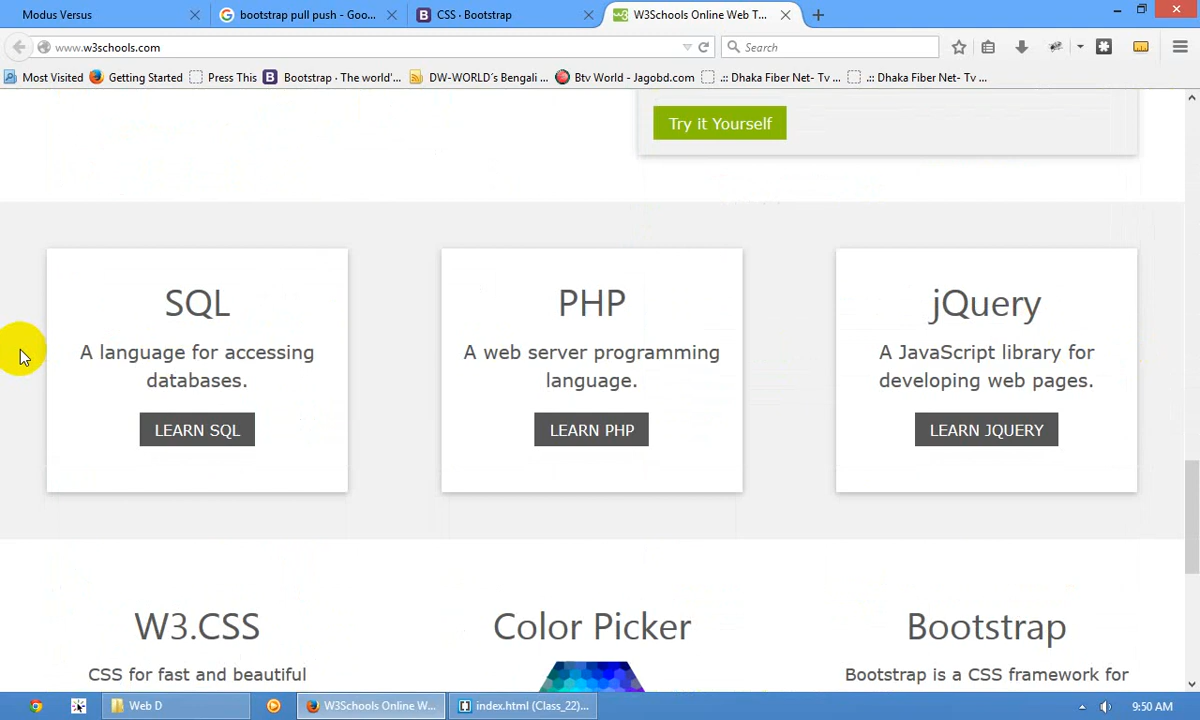 Modus Versus
bootstrap pull push - Goo...
CSS · Bootstrap
W3Schools Online Web T...
www.w3schools.com
Search
Most Visited
Getting Started
Press This
Bootstrap · The world'...
DW-WORLD´s Bengali ...
Btv World - Jagobd.com
.:: Dhaka Fiber Net- Tv ...
.:: Dhaka Fiber Net- Tv ...
Try it Yourself
SQL
A language for accessing
databases.
LEARN SQL
PHP
A web server programming
language.
LEARN PHP
jQuery
A JavaScript library for
developing web pages.
LEARN JQUERY
W3.CSS
CSS for fast and beautiful
Color Picker
Bootstrap
Bootstrap is a CSS framework for
Web D
W3Schools Online W...
index.html (Class_22)...
9:50 AM